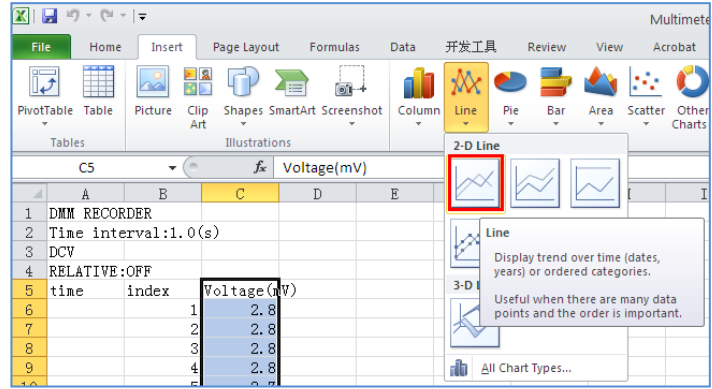 Multimete
File Home Insert Page Layout Formulas Data 开发工具 Review View Acrobat
PivotTable Table Picture Clip Art Shapes SmartArt Screenshot Column Line Pie Bar Area Scatter Other Charts
Tables Illustrations
2-D Line
C5 fx Voltage(mV)
A B C D E I
1 DMM RECORDER
2 Time interval:1.0(s)
3 DCV
4 RELATIVE:OFF
5 time index Voltage(mV)
6 1 2.8
7 2 2.8
8 3 2.8
9 4 2.8
10 5 2.7
Line
Display trend over time (dates,
years) or ordered categories.
Useful when there are many data
points and the order is important.
3-D L
All Chart Types...